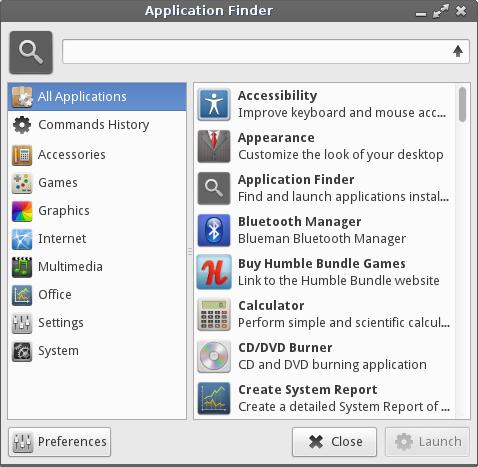 Application Finder
All Applications
Commands History
Accessories
Games
Graphics
Internet
Multimedia
Office
Settings
System
Accessibility
Improve keyboard and mouse acc...
Appearance
Customize the look of your desktop
Application Finder
Find and launch applications instal...
Bluetooth Manager
Blueman Bluetooth Manager
Buy Humble Bundle Games
Link to the Humble Bundle website
Calculator
Perform simple and scientific calcul...
CD/DVD Burner
CD and DVD burning application
Create System Report
Create a detailed System Report of ...
Preferences
Close
Launch